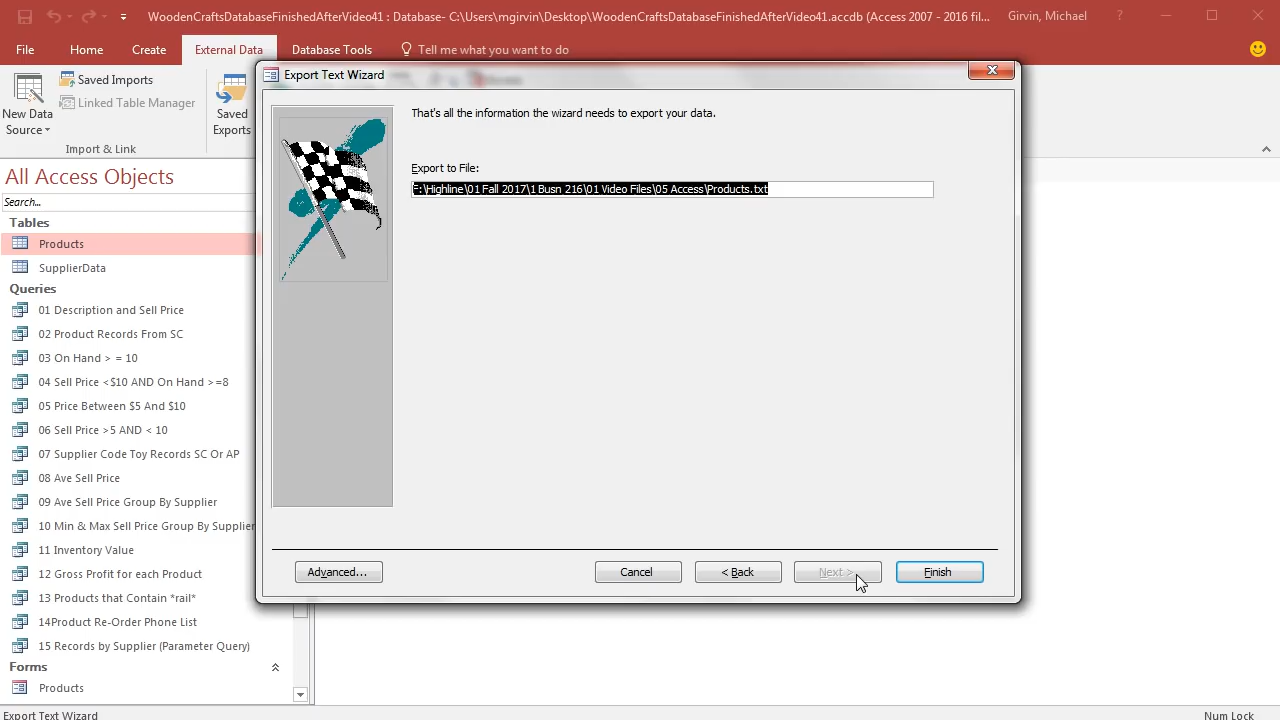 WoodenCraftsDatabaseFinishedAfterVideo41 : Database- C:\Users\mgirvin\Desktop\WoodenCraftsDatabaseFinishedAfterVideo41.accdb (Access 2007 - 2016 fil... Girvin, Michael ?
File Home Create External Data Database Tools Tell me what you want to do
New Data Source
Saved Imports
Linked Table Manager
Saved Exports
Import & Link
Export Text Wizard
That's all the information the wizard needs to export your data.
Export to File:
F:\Highline\01 Fall 2017\1 Busn 216\01 Video Files\05 Access\Products.txt
Advanced... Cancel < Back Next > Finish
All Access Objects
Search...
Tables
Products
SupplierData
Queries
01 Description and Sell Price
02 Product Records From SC
03 On Hand > = 10
04 Sell Price <$10 AND On Hand >=8
05 Price Between $5 And $10
06 Sell Price >5 AND < 10
07 Supplier Code Toy Records SC Or AP
08 Ave Sell Price
09 Ave Sell Price Group By Supplier
10 Min & Max Sell Price Group By Supplier
11 Inventory Value
12 Gross Profit for each Product
13 Products that Contain *rail*
14Product Re-Order Phone List
15 Records by Supplier (Parameter Query)
Forms
Products
Export Text Wizard Num Lock